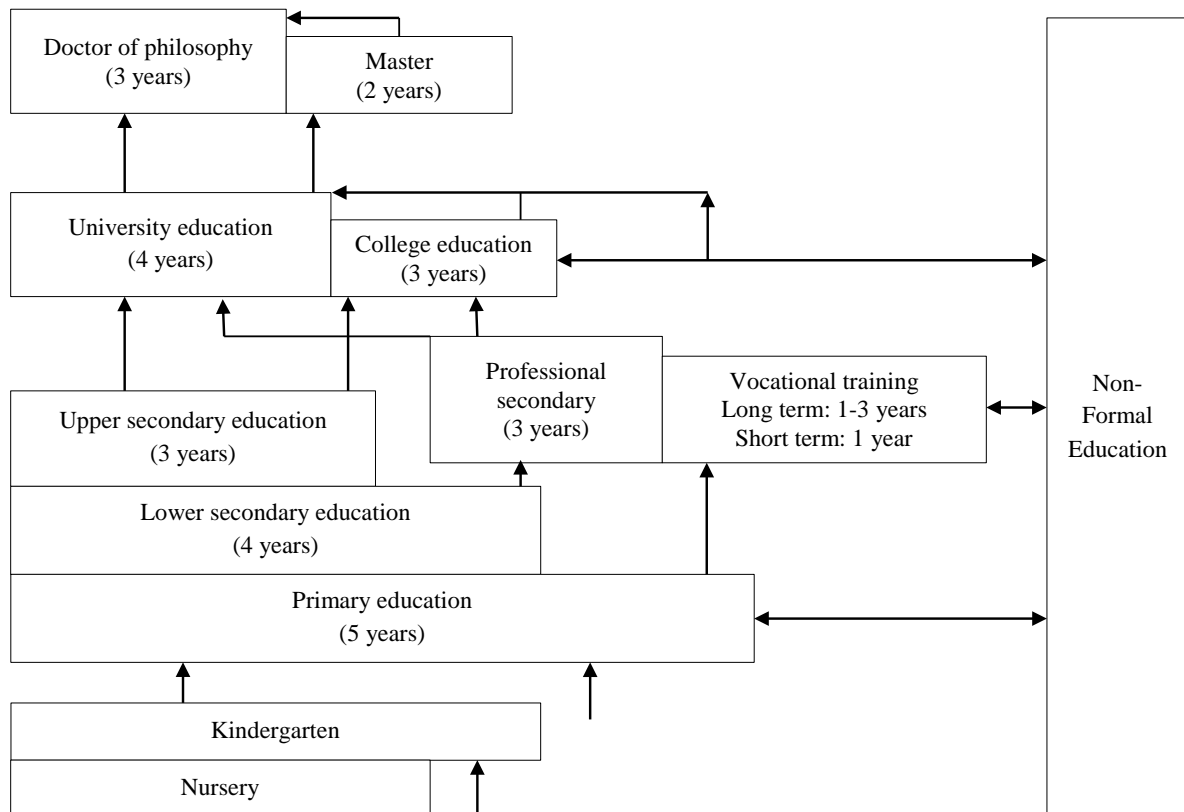 Doctor of philosophy
(3 years)
Master
(2 years)
University education
(4 years)
College education
(3 years)
Professional
secondary
(3 years)
Vocational training
Long term: 1-3 years
Short term: 1 year
Non-
Formal
Education
Upper secondary education
(3 years)
Lower secondary education
(4 years)
Primary education
(5 years)
Kindergarten
Nursery